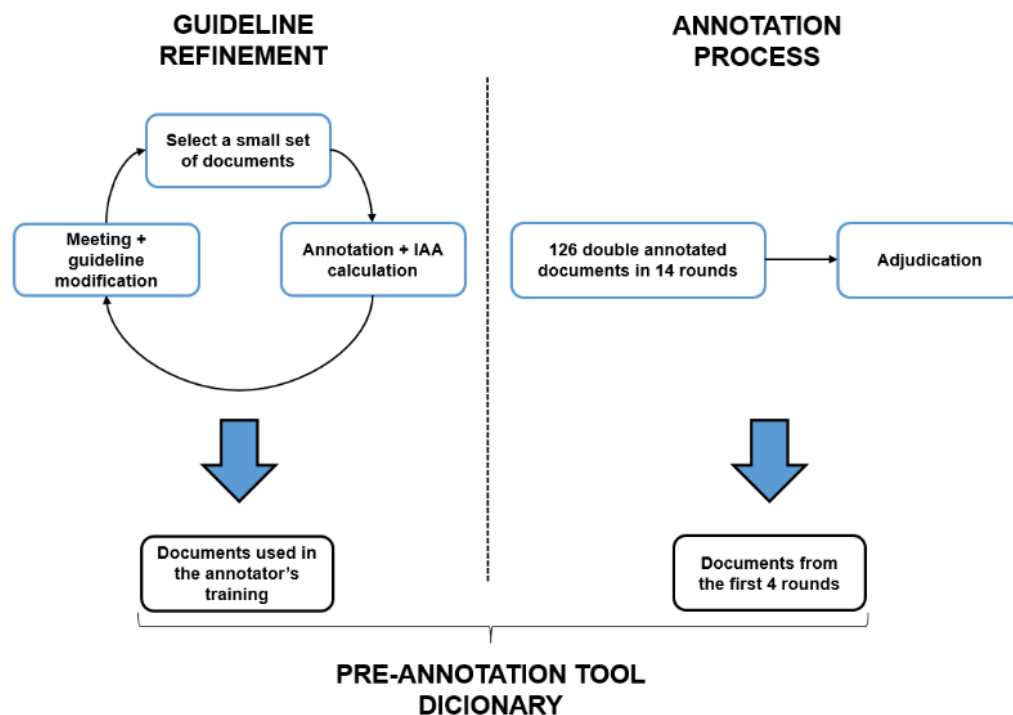 GUIDELINE
REFINEMENT
Select a small set
of documents
Meeting +
guideline
modification
Annotation + IAA
calculation
Documents used in
the annotator's
training
ANNOTATION
PROCESS
126 double annotated
documents in 14 rounds
Adjudication
Documents from
the first 4 rounds
PRE-ANNOTATION TOOL
DICIONARY